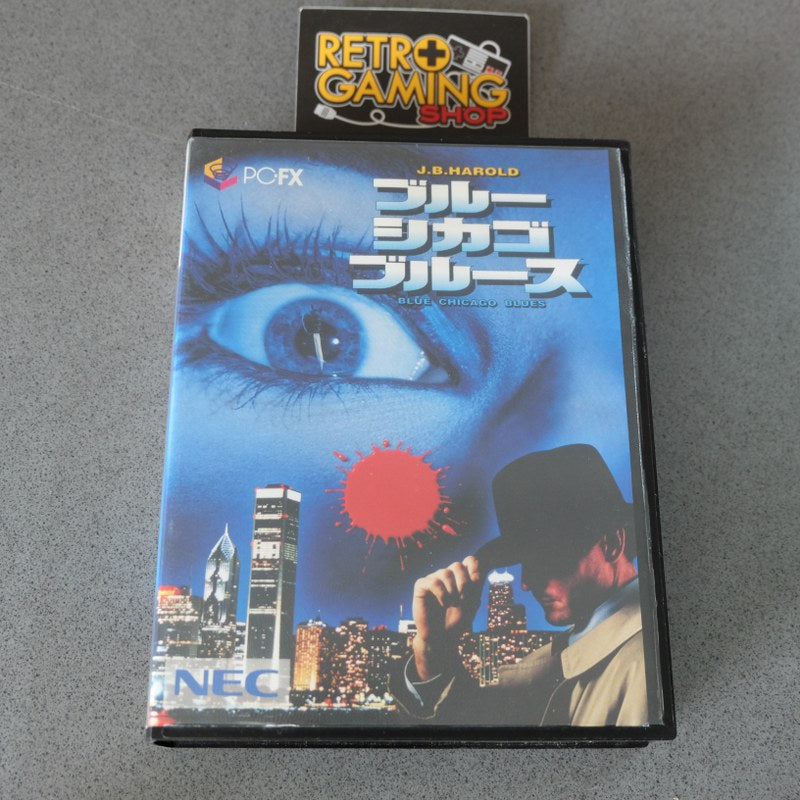 RETRO
GAMING
SHOP
PC-FX
J.B.HAROLD
ブルー
シカゴ
ブルース
BLUE CHICAGO BLUES
NEC